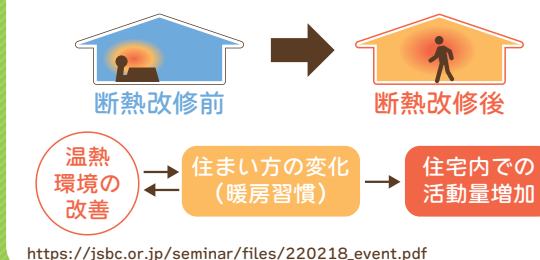 断熱改修前
断熱改修後
温熱
環境の
改善
住まい方の変化
（暖房習慣）
住宅内での
活動量増加
https://jsbc.or.jp/seminar/files/220218_event.pdf